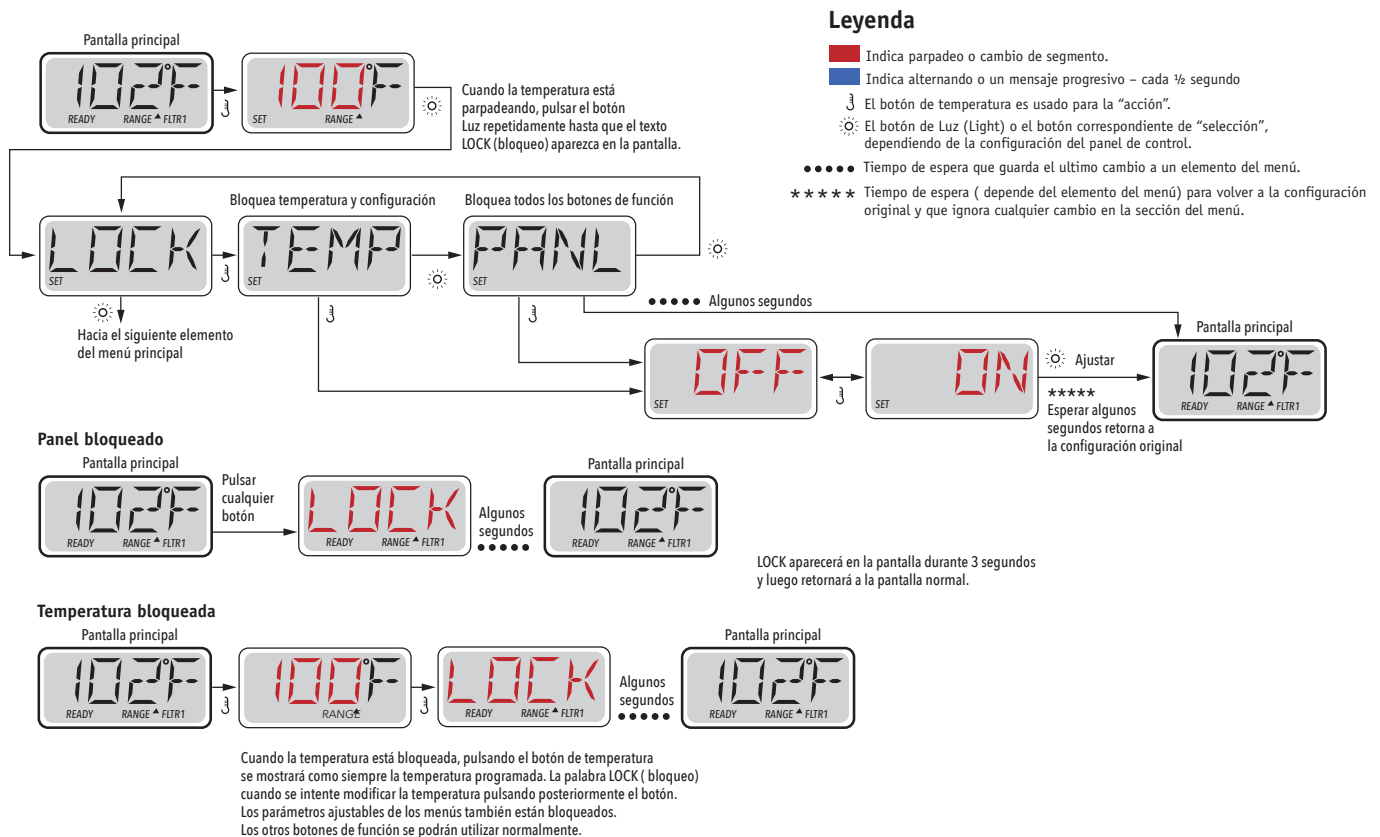 Leyenda
Indica parpadeo o cambio de segmento.
Indica alternando o un mensaje progresivo – cada ½ segundo
El botón de temperatura es usado para la “acción”.
El botón de Luz (Light) o el botón correspondiente de “selección”,
dependiendo de la configuración del panel de control.
••••• Tiempo de espera que guarda el ultimo cambio a un elemento del menú.
***** Tiempo de espera ( depende del elemento del menú) para volver a la configuración
original y que ignora cualquier cambio en la sección del menú.
Pantalla principal
102°F
READY RANGE FLTR1
100°F
SET RANGE
Cuando la temperatura está
parpadeando, pulsar el botón
Luz repetidamente hasta que el texto
LOCK (bloqueo) aparezca en la pantalla.
LOCK
SET
Hacia el siguiente elemento
del menú principal
Bloquea temperatura y configuración
TEMP
SET
Bloquea todos los botones de función
PANL
SET
••••• Algunos segundos
OFF
SET
ON
SET
Ajustar
*****
Esperar algunos
segundos retorna a
la configuración original
Pantalla principal
102°F
READY RANGE FLTR1
Panel bloqueado
Pantalla principal
102°F
READY RANGE FLTR1
Pulsar
cualquier
botón
LOCK
READY RANGE FLTR1
Algunos
segundos
•••••
Pantalla principal
102°F
READY RANGE FLTR1
LOCK aparecerá en la pantalla durante 3 segundos
y luego retornará a la pantalla normal.
Temperatura bloqueada
Pantalla principal
102°F
READY RANGE FLTR1
100°F
RANGE
LOCK
READY RANGE FLTR1
Algunos
segundos
•••••
Pantalla principal
102°F
READY RANGE FLTR1
Cuando la temperatura está bloqueada, pulsando el botón de temperatura
se mostrará como siempre la temperatura programada. La palabra LOCK ( bloqueo)
cuando se intente modificar la temperatura pulsando posteriormente el botón.
Los parámetros ajustables de los menús también están bloqueados.
Los otros botones de función se podrán utilizar normalmente.